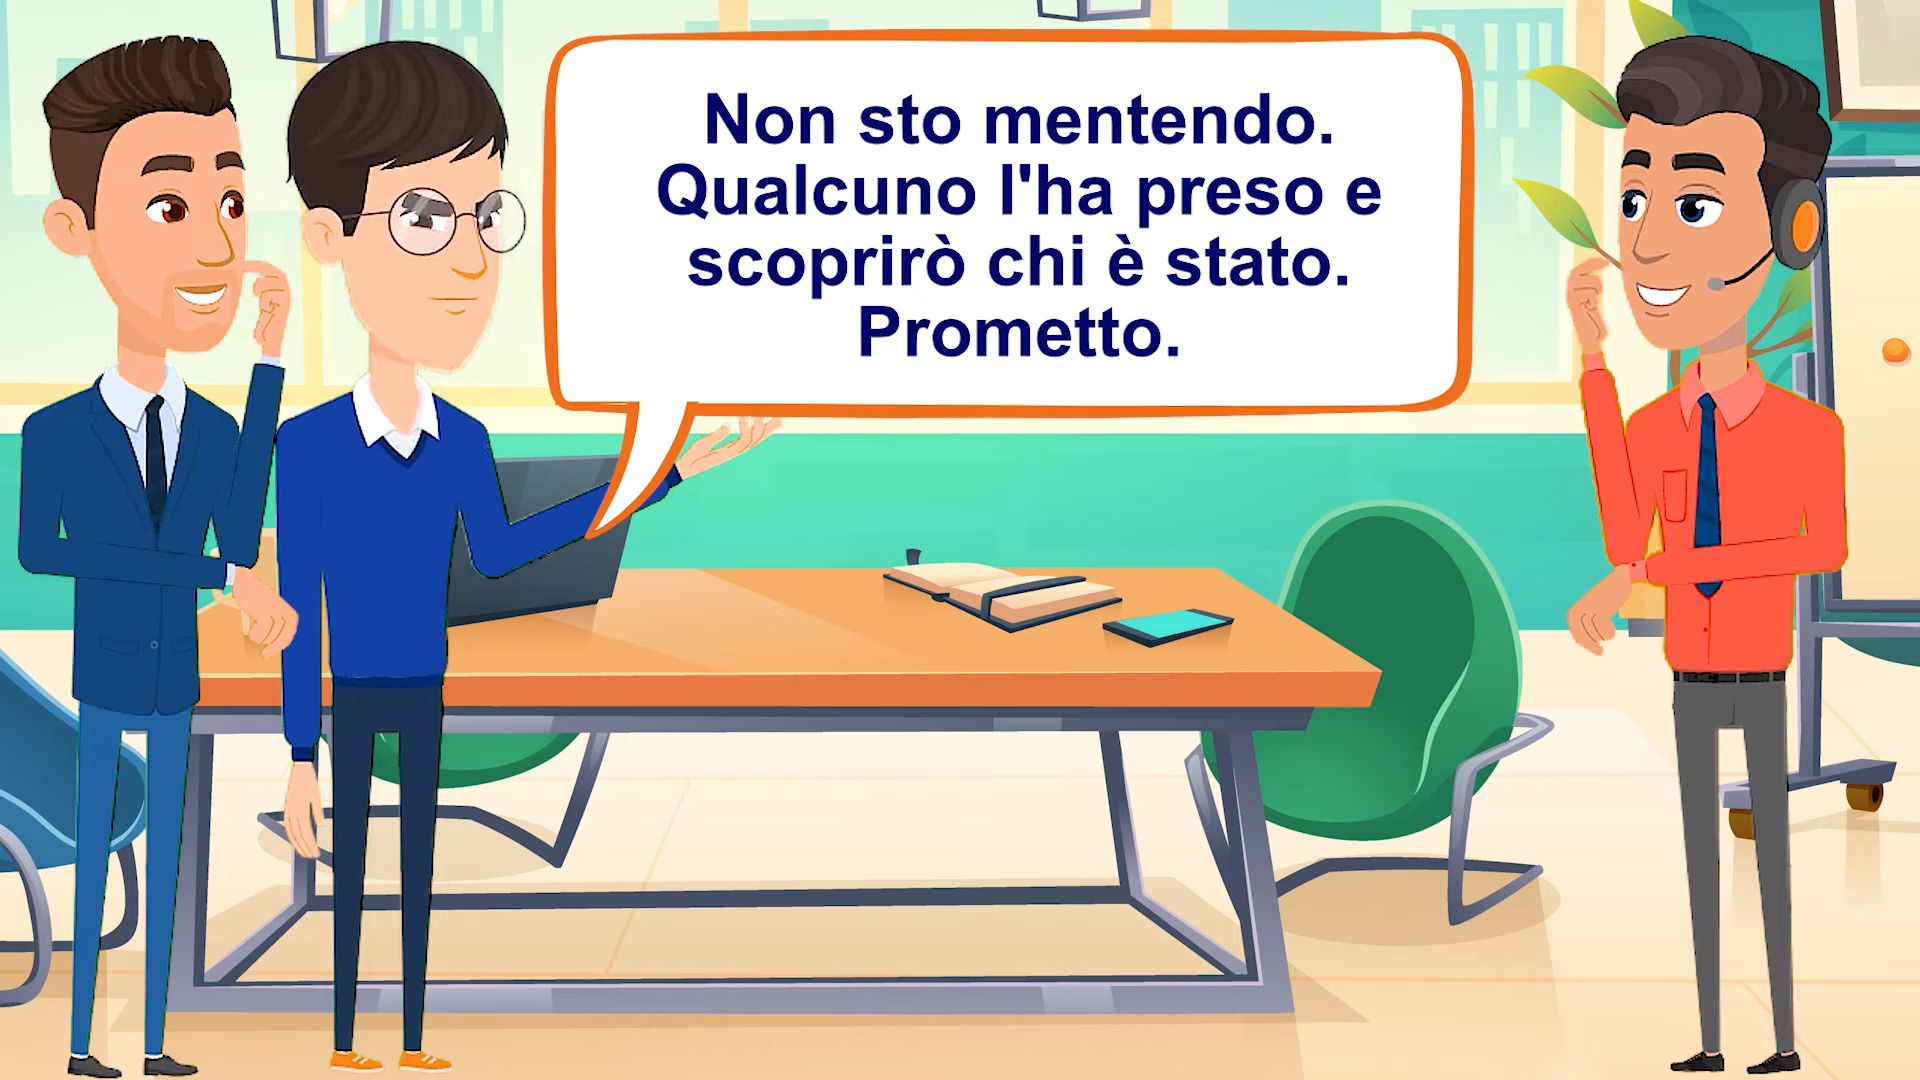 Non sto mentendo.
Qualcuno l'ha preso e
scoprirò chi è stato.
Prometto.